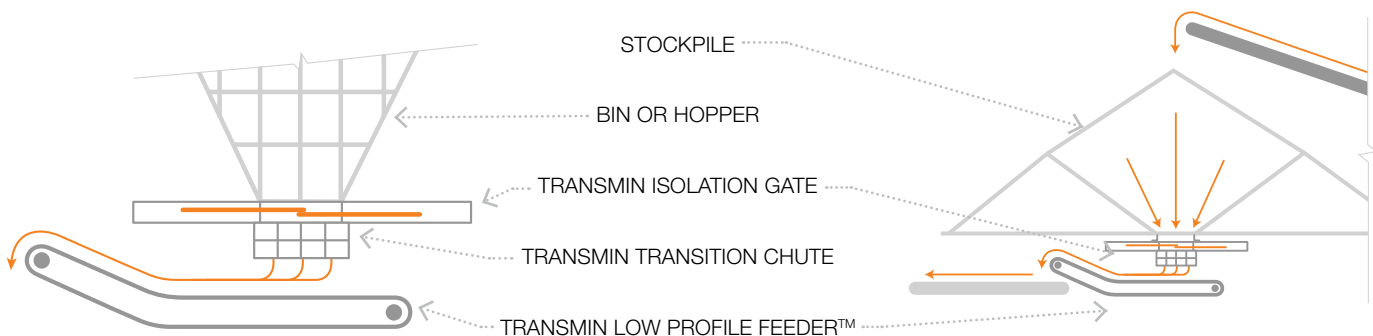 STOCKPILE
BIN OR HOPPER
TRANSMIN ISOLATION GATE
TRANSMIN TRANSITION CHUTE
TRANSMIN LOW PROFILE FEEDER™